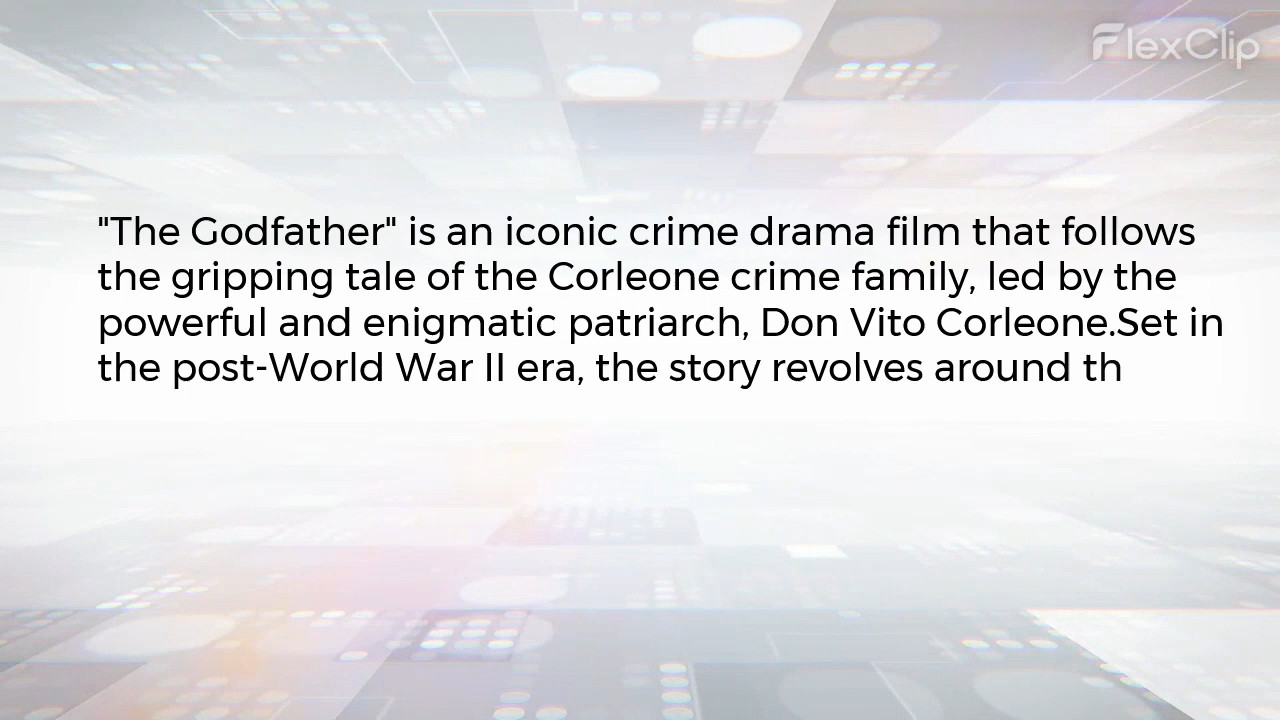 FlexClip
"The Godfather" is an iconic crime drama film that follows
the gripping tale of the Corleone crime family, led by the
powerful and enigmatic patriarch, Don Vito Corleone.Set in
the post-World War II era, the story revolves around th